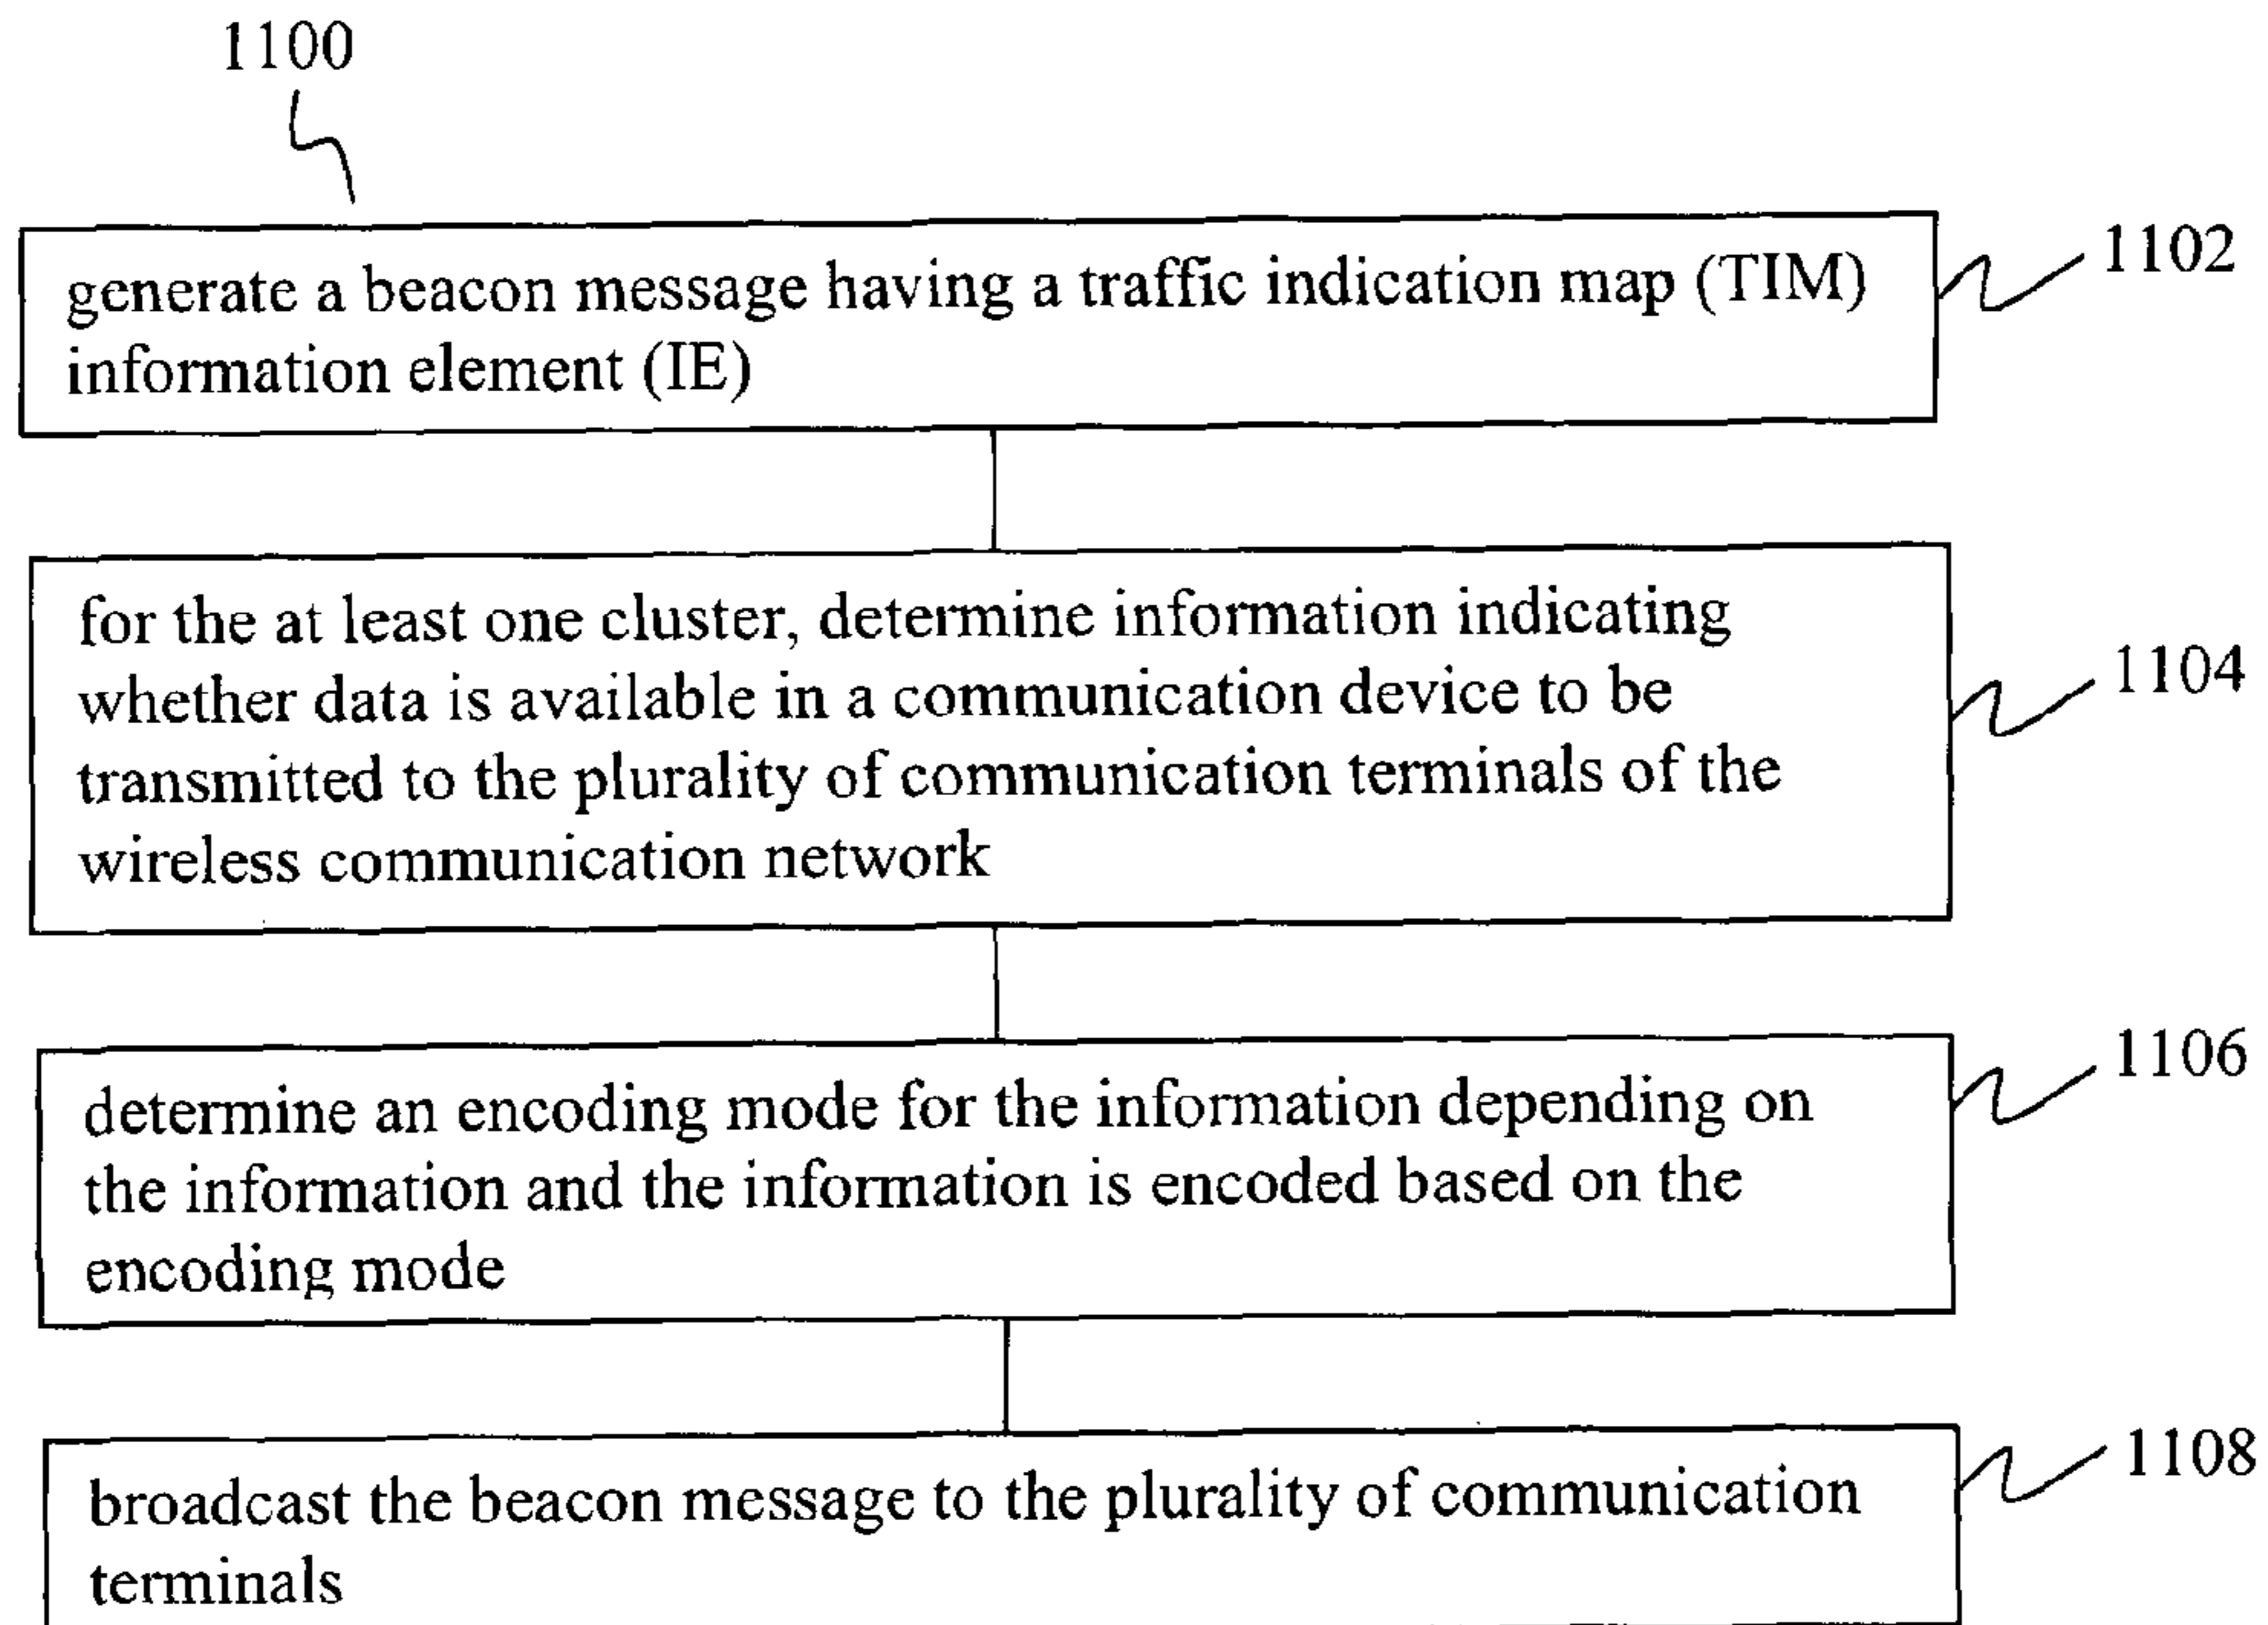 1100
generate a beacon message having a traffic indication map (TIM)
information element (IE)
1102
for the at least one cluster, determine information indicating
whether data is available in a communication device to be
transmitted to the plurality of communication terminals of the
wireless communication network
1104
determine an encoding mode for the information depending on
the information and the information is encoded based on the
encoding mode
1106
broadcast the beacon message to the plurality of communication
terminals
1108